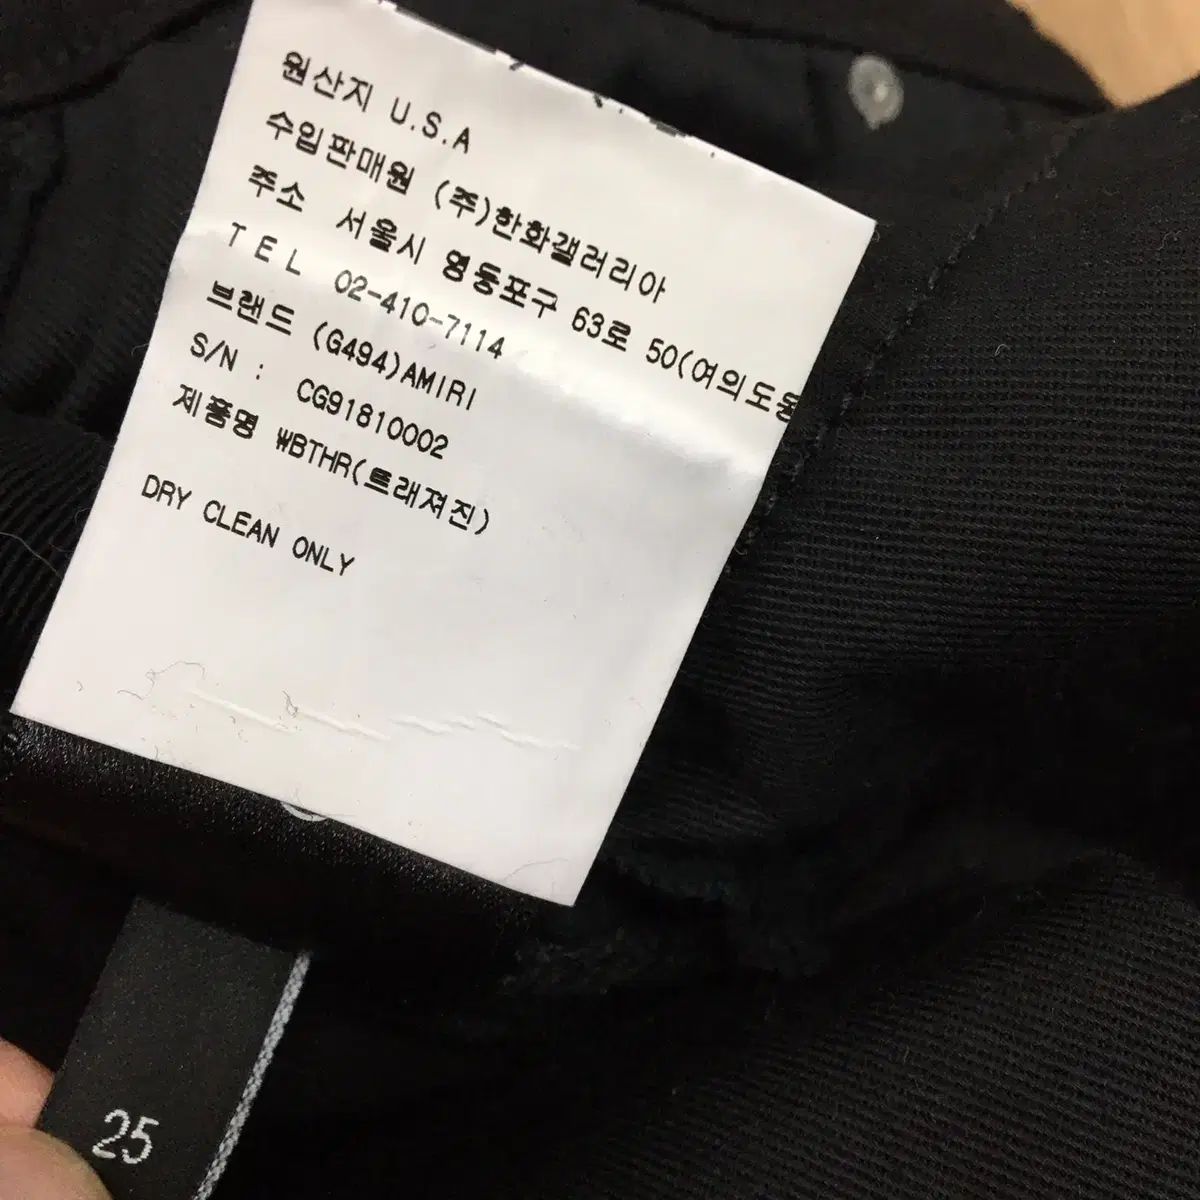 원산지 U.S.A
수입판매원 (주)한화갤러리아
주소 서울시 영등포구 63로 50(여의도동
TEL 02-410-7114
브랜드 (G494)AMIRI
S/N : CG91810002
제품명 WBTHR(트래져진)
DRY CLEAN ONLY
25